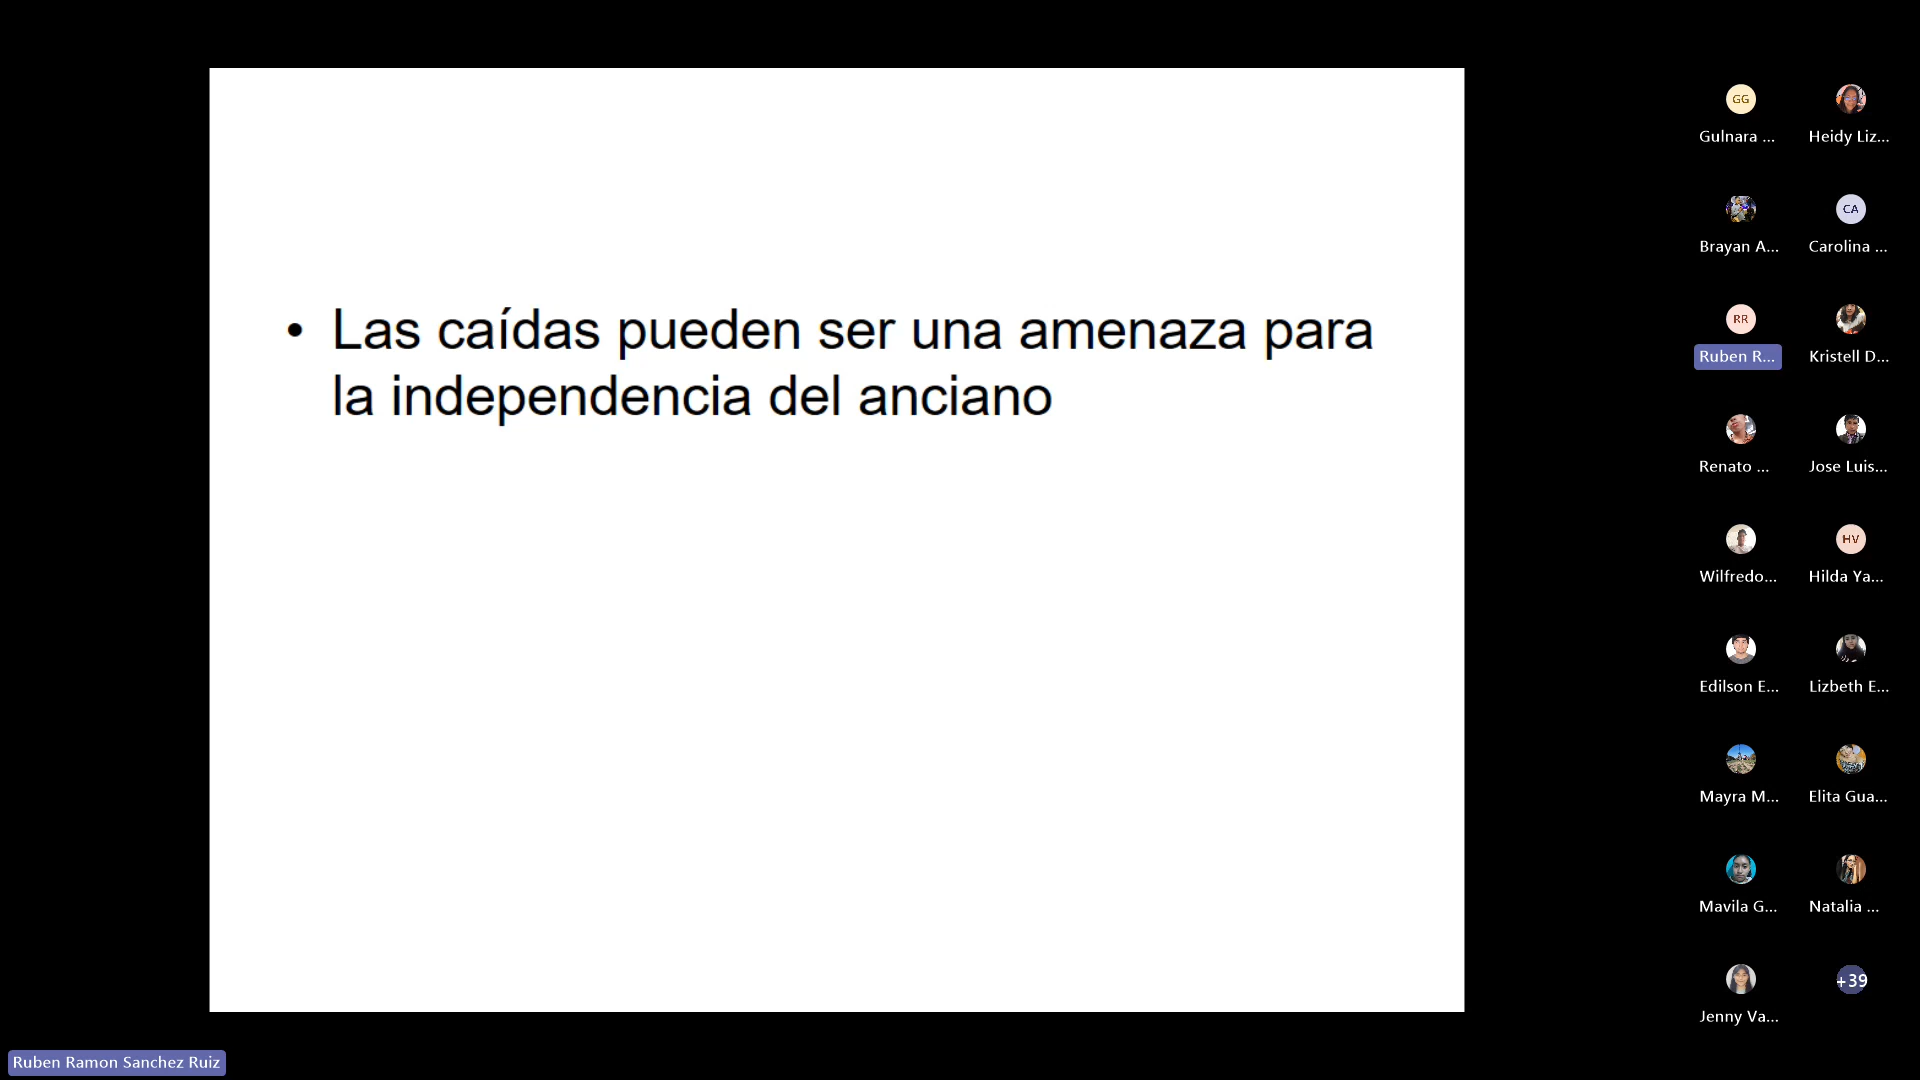 • Las caídas pueden ser una amenaza para
la independencia del anciano
GG
Gulnara ...
Heidy Liz...
Brayan A...
CA
Carolina ...
RR
Ruben R...
Kristell D...
Renato ...
Jose Luis...
Wilfredo...
HV
Hilda Ya...
Edilson E...
Lizbeth E...
Mayra M...
Elita Gua...
Mavila G...
Natalia ...
Jenny Va...
+39
Ruben Ramon Sanchez Ruiz